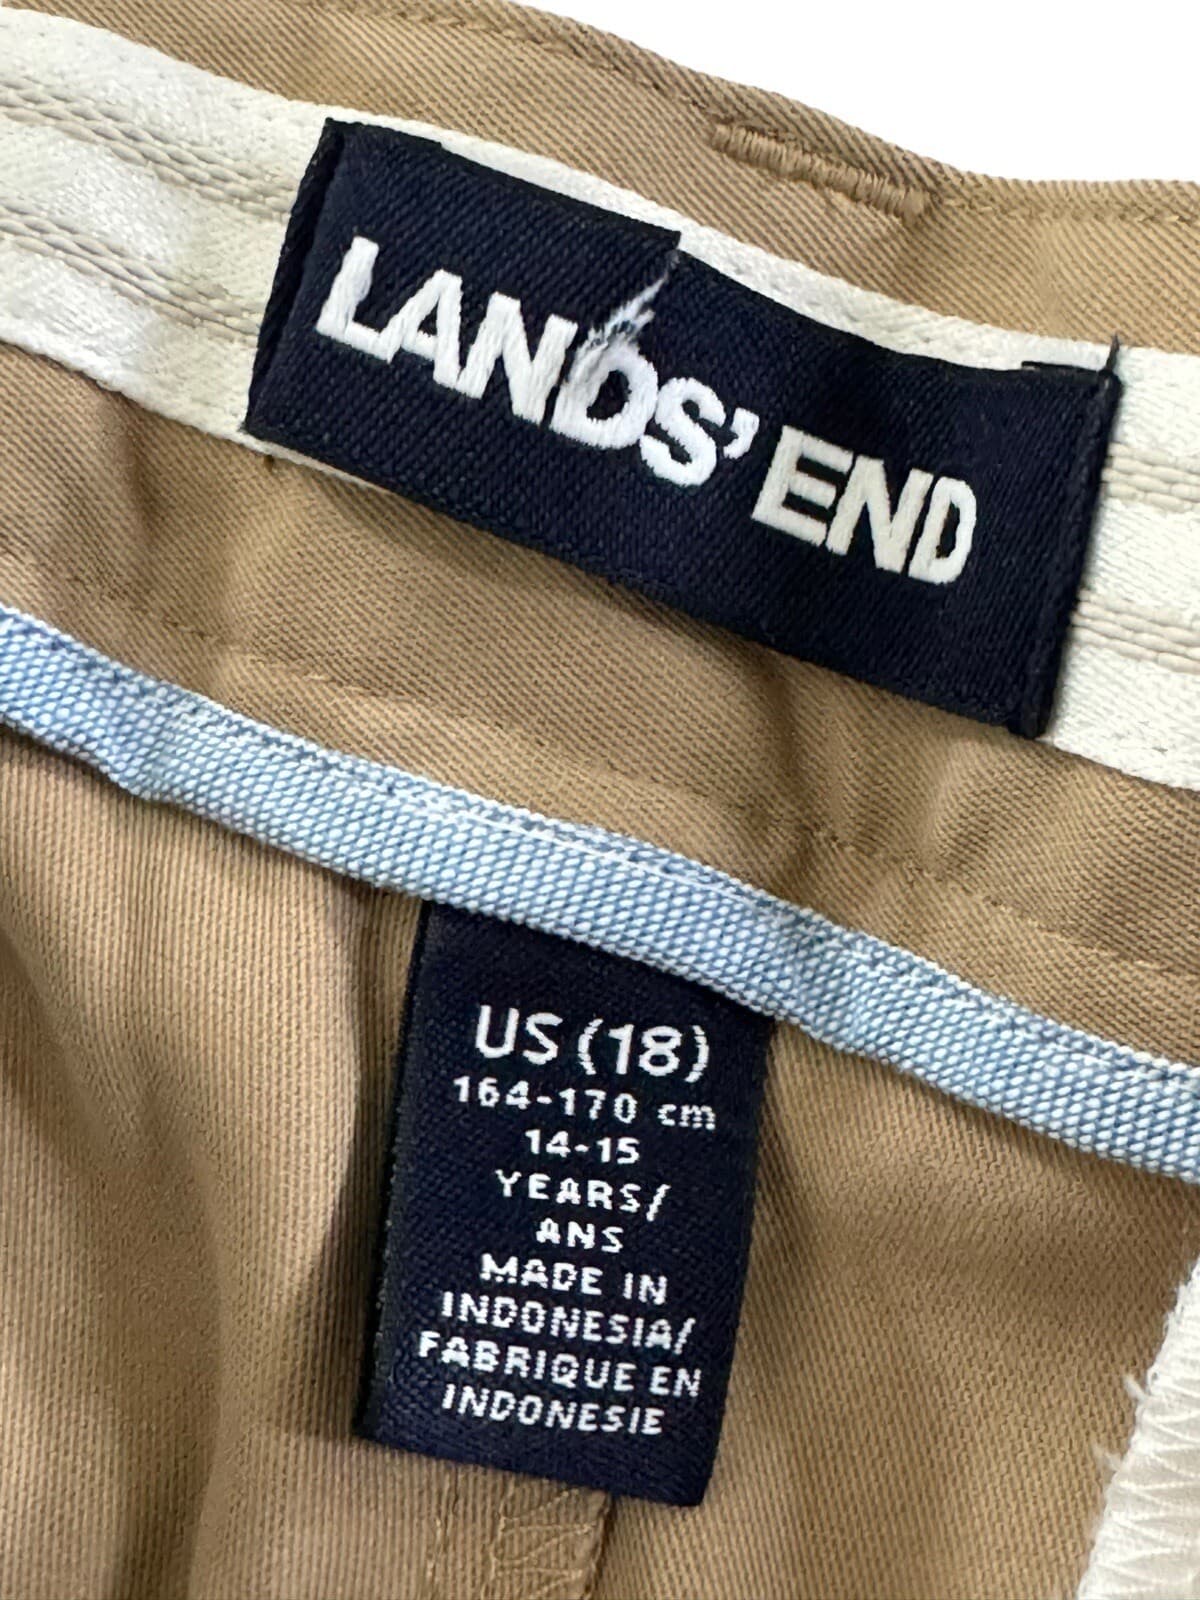 LANDS' END
US (18)
164-170 cm
14-15
YEARS/
ANS
MADE IN
INDONESIA/
FABRIQUE EN
INDONESIE